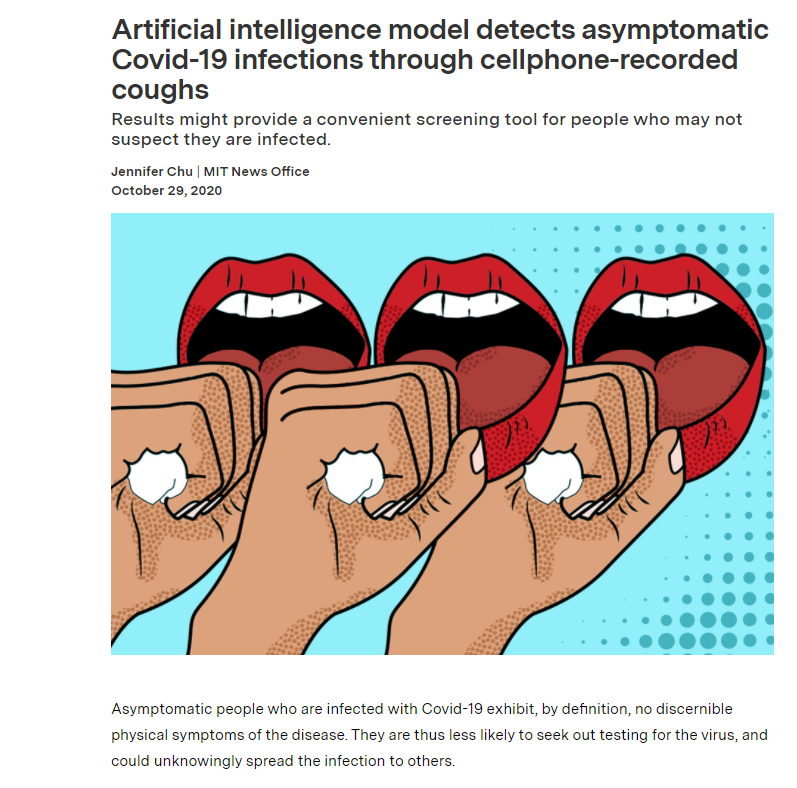 Artificial intelligence model detects asymptomatic
Covid-19 infections through cellphone-recorded
coughs
Results might provide a convenient screening tool for people who may not
suspect they are infected.
Jennifer Chu | MIT News Office
October 29, 2020
Asymptomatic people who are infected with Covid-19 exhibit, by definition, no discernible
physical symptoms of the disease. They are thus less likely to seek out testing for the virus, and
could unknowingly spread the infection to others.